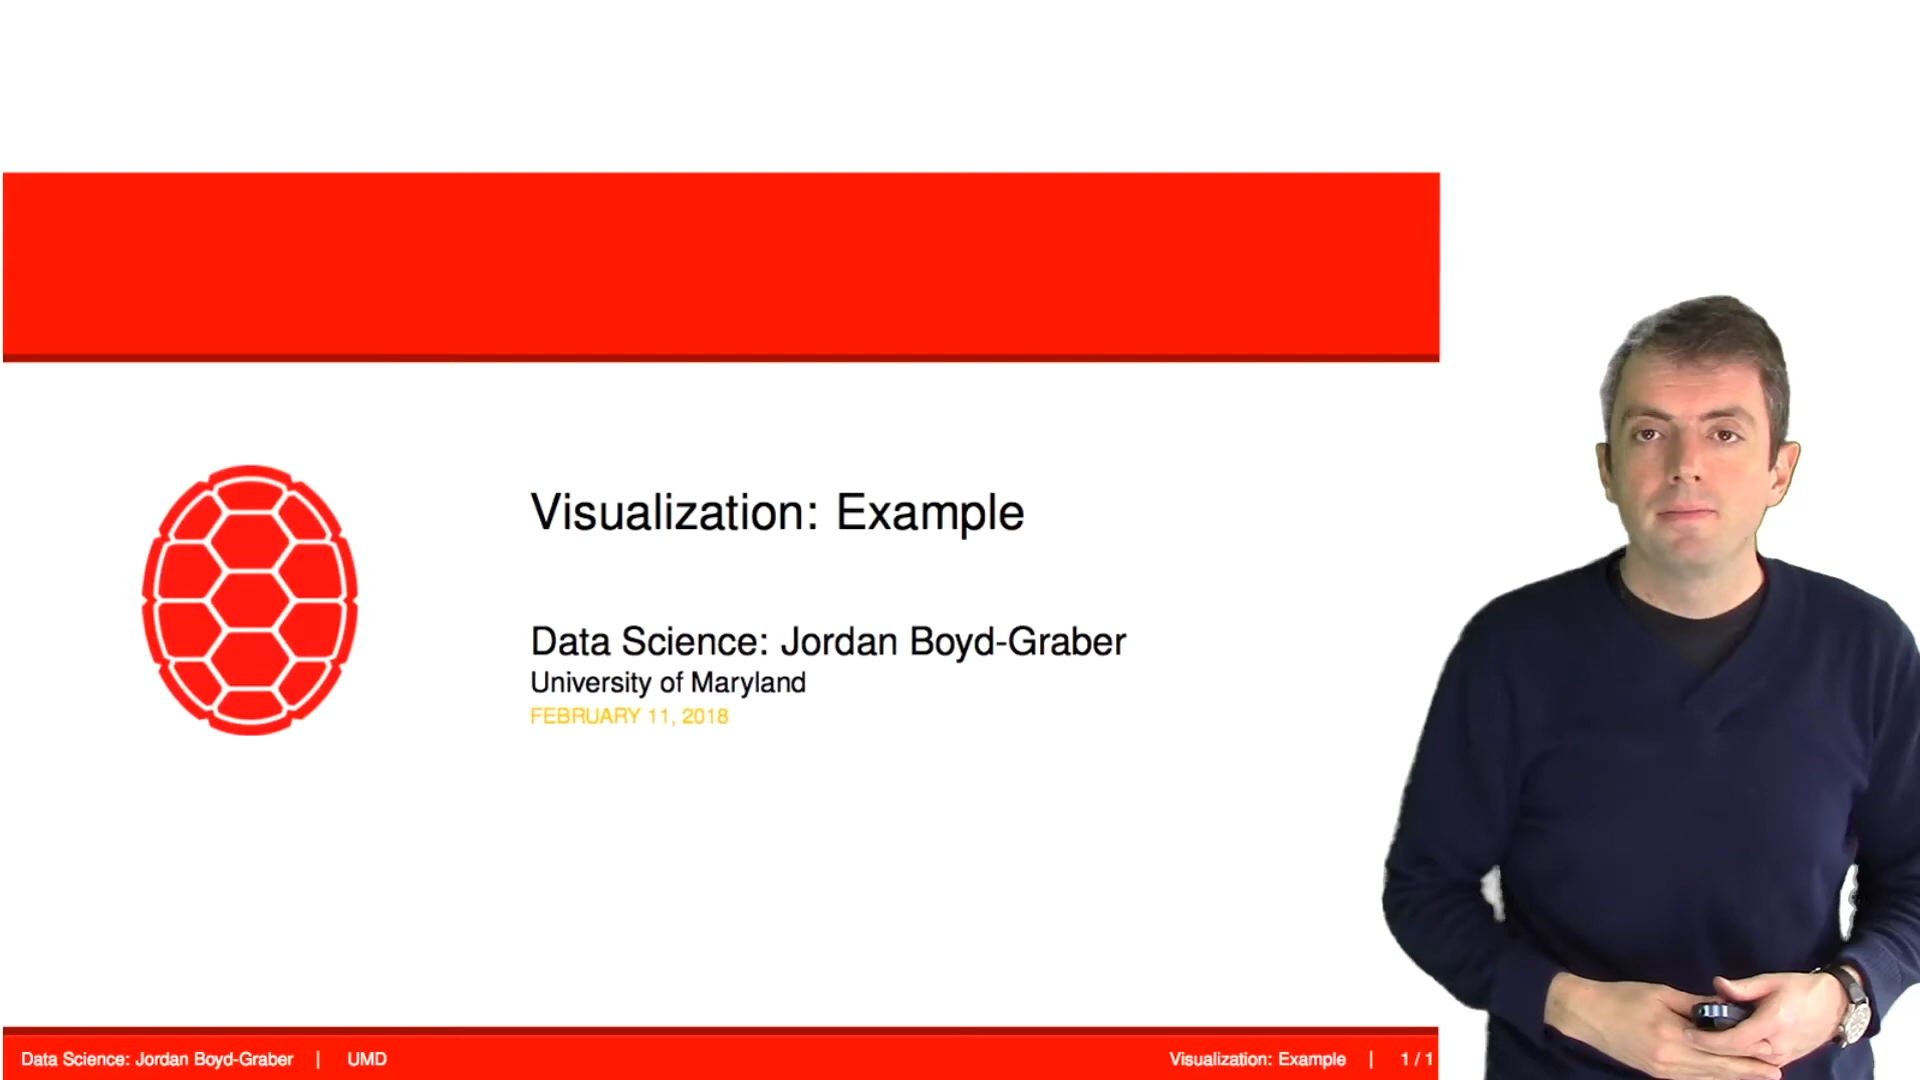 Visualization: Example
Data Science: Jordan Boyd-Graber
University of Maryland
FEBRUARY 11, 2018
Data Science: Jordan Boyd-Graber | UMD
Visualization: Example | 1 / 1